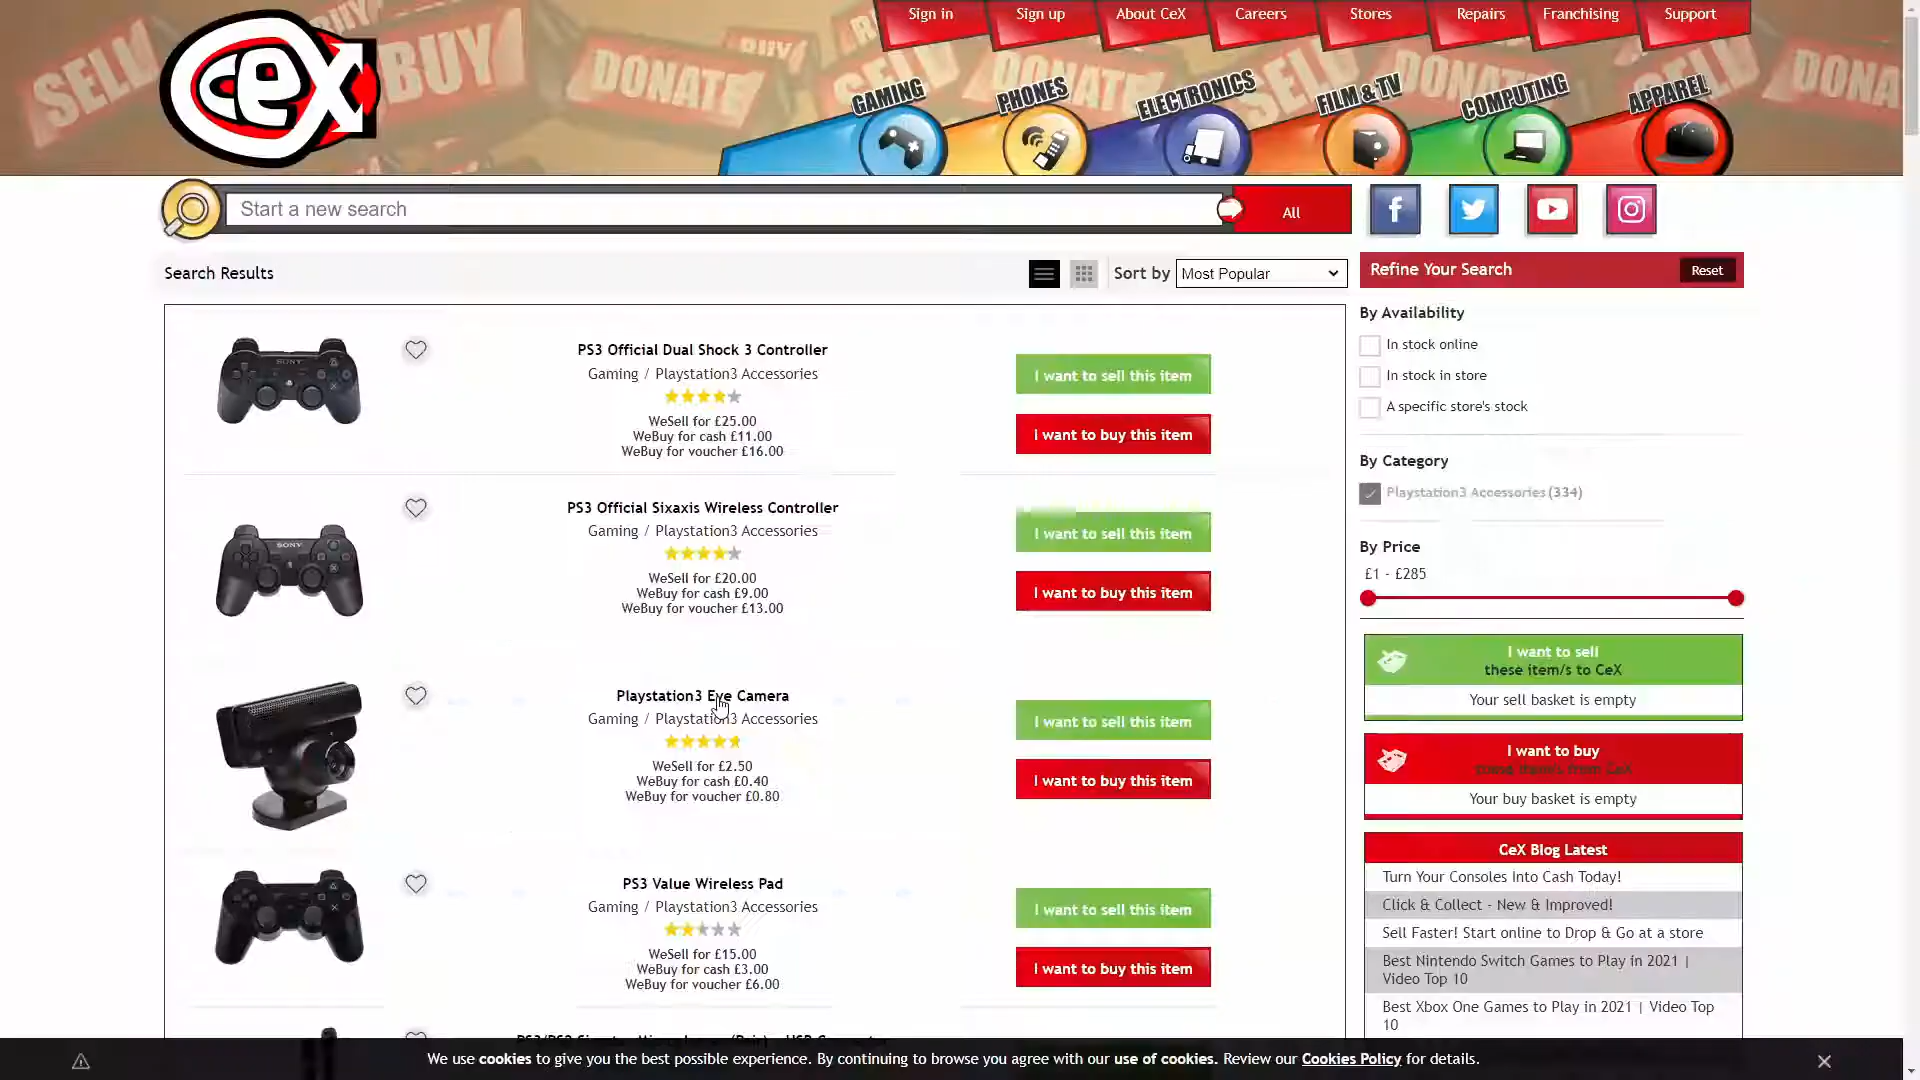 Sign in
Sign up
About CeX
Careers
Stores
Repairs
Franchising
Support
SELL
BUY
BUY
DONATE
SELL
DONATE
SELL
DONATE
DONA
CeX
GAMING
PHONES
ELECTRONICS
FILM & TV
COMPUTING
APPAREL
Start a new search
All
Search Results
Sort by
Most Popular
Refine Your Search
Reset
PS3 Official Dual Shock 3 Controller
Gaming / Playstation3 Accessories
WeSell for £25.00
WeBuy for cash £11.00
WeBuy for voucher £16.00
I want to sell this item
I want to buy this item
PS3 Official Sixaxis Wireless Controller
Gaming / Playstation3 Accessories
WeSell for £20.00
WeBuy for cash £9.00
WeBuy for voucher £13.00
I want to sell this item
I want to buy this item
Playstation3 Eye Camera
Gaming / Playstation3 Accessories
WeSell for £2.50
WeBuy for cash £0.40
WeBuy for voucher £0.80
I want to sell this item
I want to buy this item
PS3 Value Wireless Pad
Gaming / Playstation3 Accessories
WeSell for £15.00
WeBuy for cash £3.00
WeBuy for voucher £6.00
I want to sell this item
I want to buy this item
By Availability
In stock online
In stock in store
A specific store's stock
By Category
Playstation3 Accessories (334)
By Price
£1 - £285
I want to sell
these item/s to CeX
Your sell basket is empty
I want to buy
these item/s from CeX
Your buy basket is empty
CeX Blog Latest
Turn Your Consoles Into Cash Today!
Click & Collect - New & Improved!
Sell Faster! Start online to Drop & Go at a store
Best Nintendo Switch Games to Play in 2021 |
Video Top 10
Best Xbox One Games to Play in 2021 | Video Top
10
We use cookies to give you the best possible experience. By continuing to browse you agree with our use of cookies. Review our Cookies Policy for details.